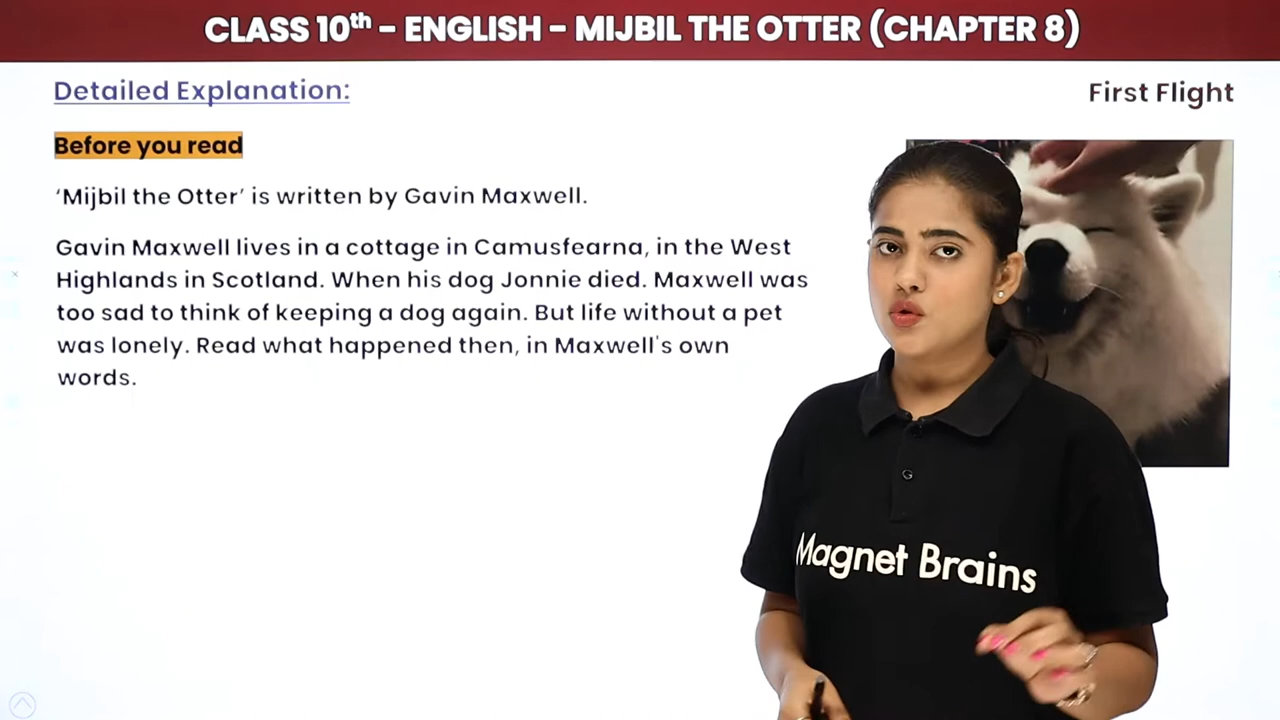 CLASS 10th - ENGLISH - MIJBIL THE OTTER (CHAPTER 8)
Detailed Explanation:
First Flight
Before you read
‘Mijbil the Otter’ is written by Gavin Maxwell.
Gavin Maxwell lives in a cottage in Camusfearna, in the West
Highlands in Scotland. When his dog Jonnie died. Maxwell was
too sad to think of keeping a dog again. But life without a pet
was lonely. Read what happened then, in Maxwell's own
words.
G
Magnet Brains